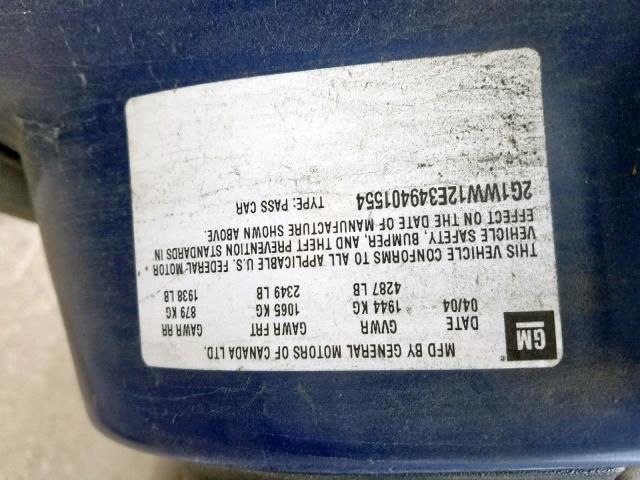 GM
MFD BY GENERAL MOTORS OF CANADA LTD.
DATE GVWR GAWR FRT GAWR RR
04/04 1944 KG 1065 KG 879 KG
4287 LB 2349 LB 1938 LB
THIS VEHICLE CONFORMS TO ALL APPLICABLE U.S. FEDERAL MOTOR
VEHICLE SAFETY, BUMPER, AND THEFT PREVENTION STANDARDS IN
EFFECT ON THE DATE OF MANUFACTURE SHOWN ABOVE.
2G1WW12E349401554 TYPE: PASS CAR